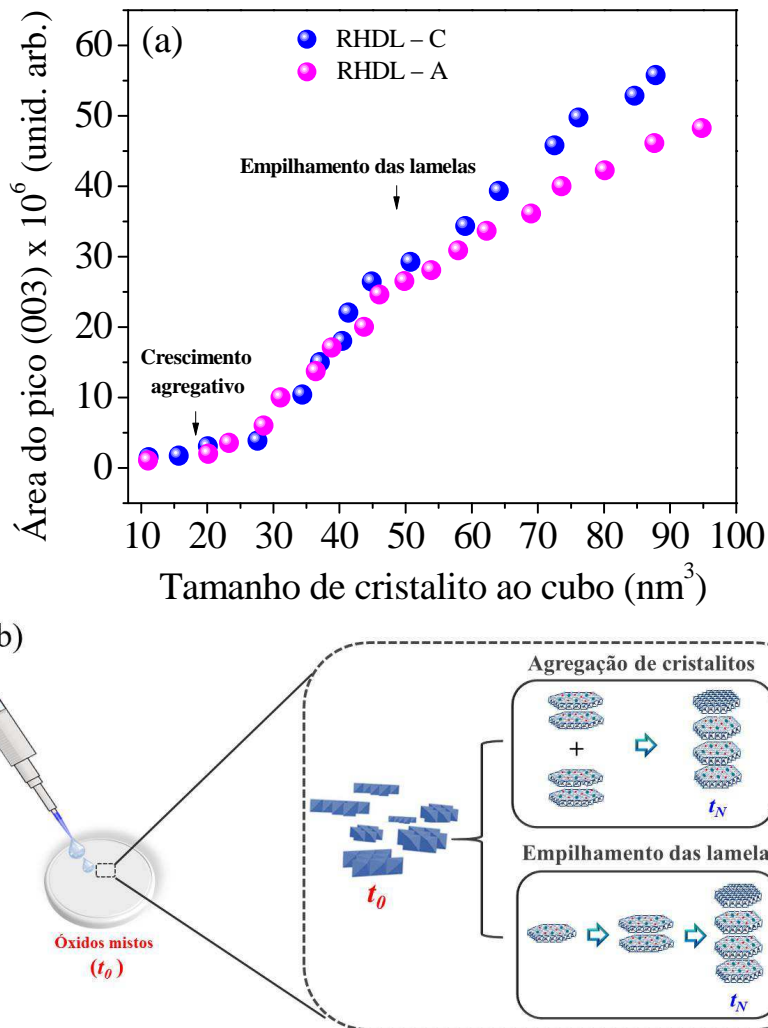 (a)
RHDL – C
RHDL – A
Empilhamento das lamelas
Crescimento
agregativo
Área do pico (003) x 10⁶ (unid. arb.)
60
50
40
30
20
10
0
10 20 30 40 50 60 70 80 90 100
Tamanho de cristalito ao cubo (nm³)
b)
Agregação de cristalitos
+
t_N
t_0
Empilhamento das lamela
t_N
Óxidos mistos
(t_0)